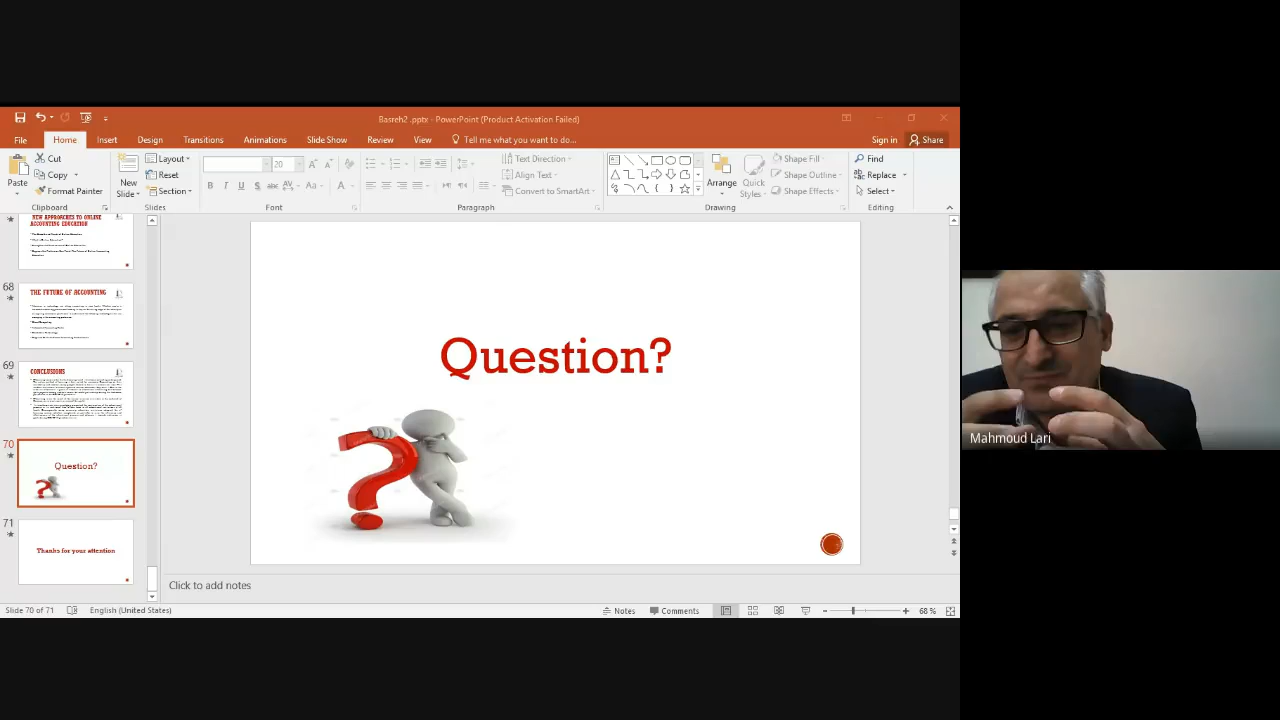 Basreh2 .pptx - PowerPoint (Product Activation Failed)
File Home Insert Design Transitions Animations Slide Show Review View Tell me what you want to do... Sign in Share
Cut
Copy
Format Painter
Paste
Clipboard
New
Slide
Layout
Reset
Section
Slides
20
B I U S abc AV Aa A
Font
Text Direction
Align Text
Convert to SmartArt
Paragraph
Arrange
Quick
Styles
Shape Fill
Shape Outline
Shape Effects
Drawing
Find
Replace
Select
Editing
NEW APPROACHES TO ONLINE
ACCOUNTING EDUCATION
68
THE FUTURE OF ACCOUNTING
69
CONCLUSIONS
70
Question?
71
Thanks for your attention
Question?
Click to add notes
Slide 70 of 71 English (United States) Notes Comments 68 %
Mahmoud Lari